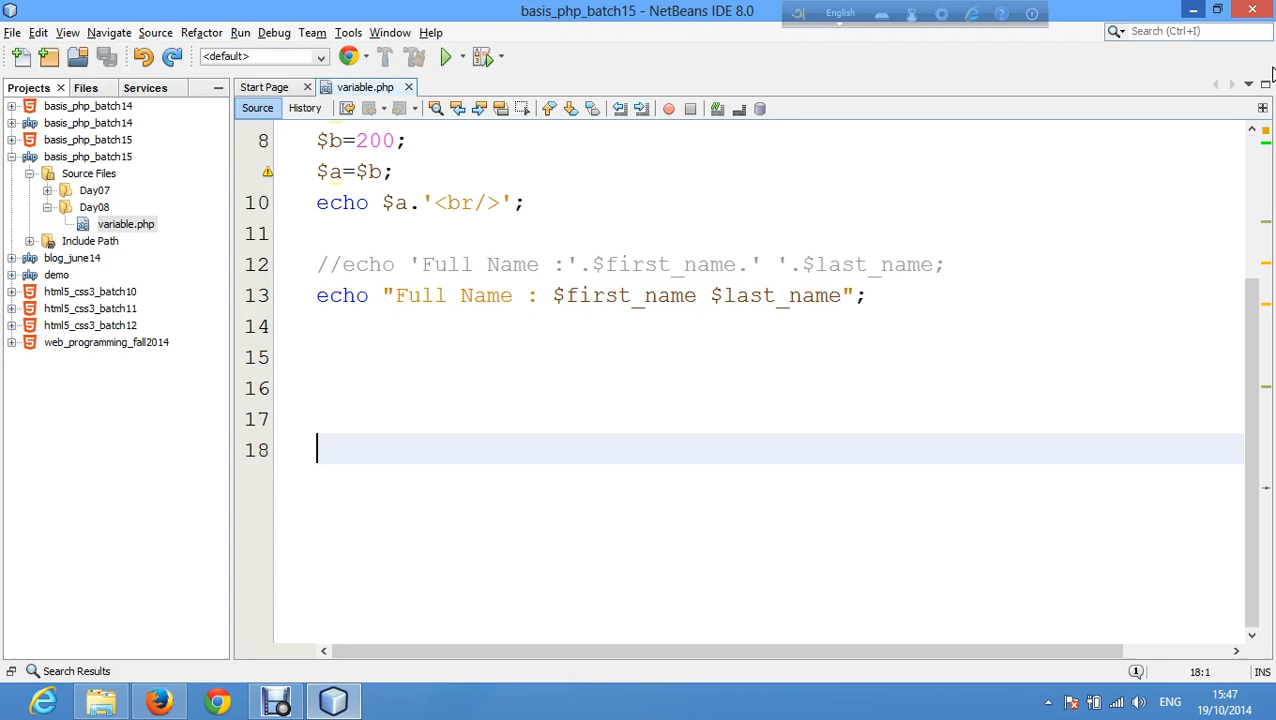 basis_php_batch15 - NetBeans IDE 8.0
English
File Edit View Navigate Source Refactor Run Debug Team Tools Window Help
Search (Ctrl+I)
<default>
Projects Files Services
Start Page variable.php
Source History
basis_php_batch14
basis_php_batch14
basis_php_batch15
basis_php_batch15
Source Files
Day07
Day08
variable.php
Include Path
blog_june14
demo
html5_css3_batch10
html5_css3_batch11
html5_css3_batch12
web_programming_fall2014
8 $b=200;
$a=$b;
10 echo $a.'<br/>';
11
12 //echo 'Full Name :'.$first_name.' '.$last_name;
13 echo "Full Name : $first_name $last_name";
14
15
16
17
18
Search Results
1
18:1 INS
ENG
15:47
19/10/2014